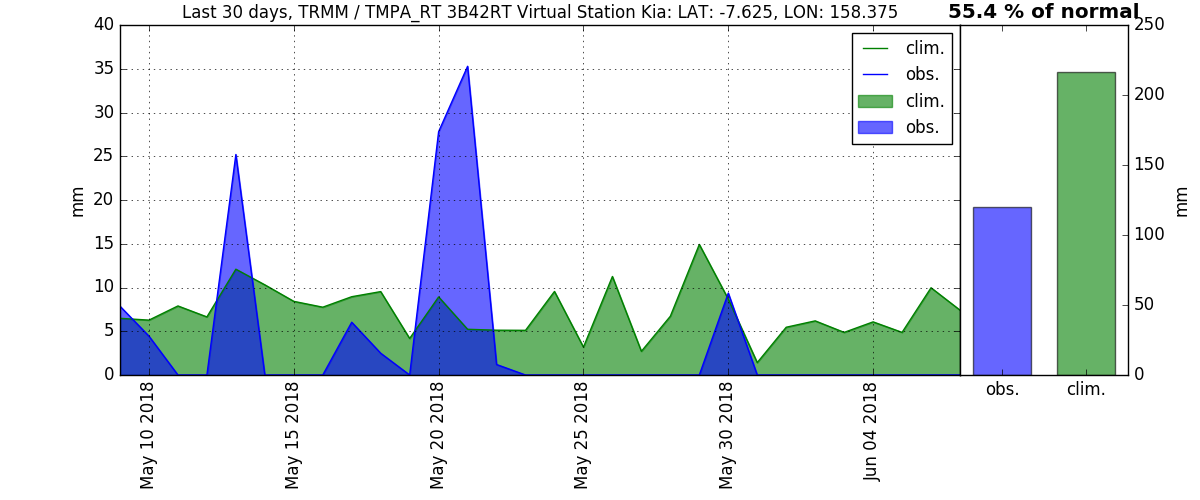 Last 30 days, TRMM / TMPA_RT 3B42RT Virtual Station Kia: LAT: -7.625, LON: 158.375
55.4 % of normal
40
35
30
25
20
15
10
5
0
mm
clim.
obs.
clim.
obs.
250
200
150
100
50
0
mm
May 10 2018
May 15 2018
May 20 2018
May 25 2018
May 30 2018
Jun 04 2018
obs.
clim.